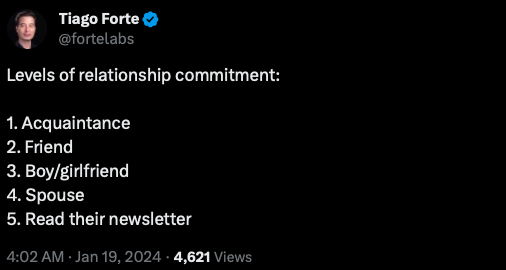 Tiago Forte
@fortelabs
Levels of relationship commitment:
1. Acquaintance
2. Friend
3. Boy/girlfriend
4. Spouse
5. Read their newsletter
4:02 AM · Jan 19, 2024 · 4,621 Views